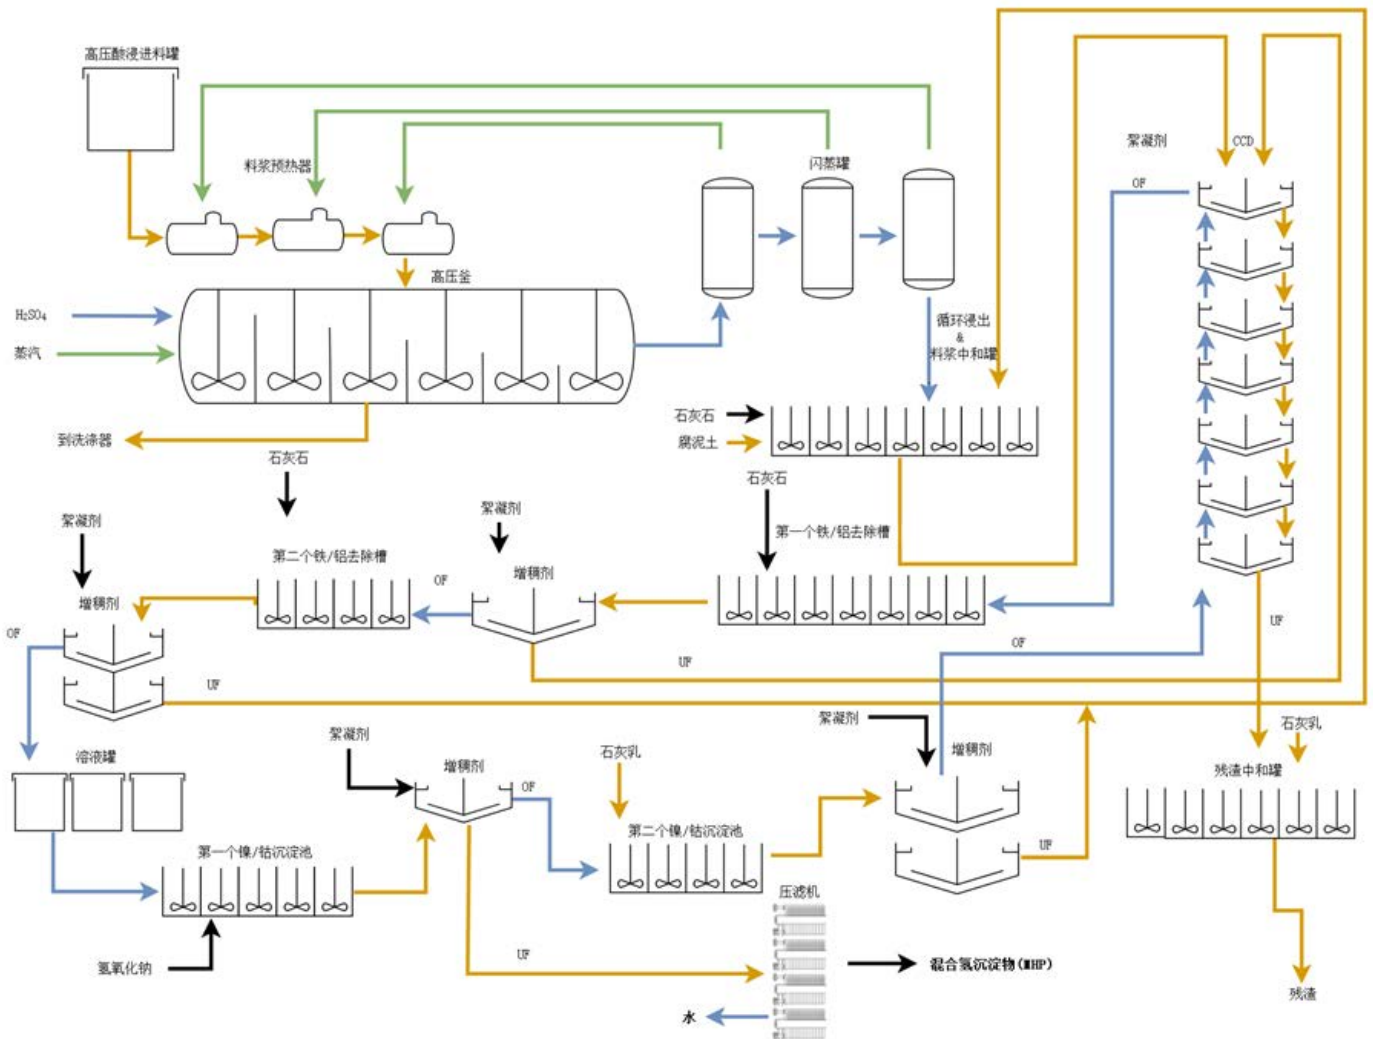 高压酸浸进料罐
料浆预热器
闪蒸罐
絮凝剂
CCD
OF
高压釜
H₂SO₄
蒸汽
循环浸出
&
料浆中和罐
到洗涤器
石灰石
石灰石
腐泥土
石灰石
絮凝剂
絮凝剂
第一个铁/铝去除槽
第二个铁/铝去除槽
OF
增稠剂
增稠剂
OF
UF
UF
OF
UF
絮凝剂
絮凝剂
石灰乳
溶液罐
增稠剂
OF
石灰乳
增稠剂
残渣中和罐
第一个镍/钴沉淀池
第二个镍/钴沉淀池
UF
压滤机
氢氧化钠
UF
混合氢沉淀物(MHP)
水
残渣